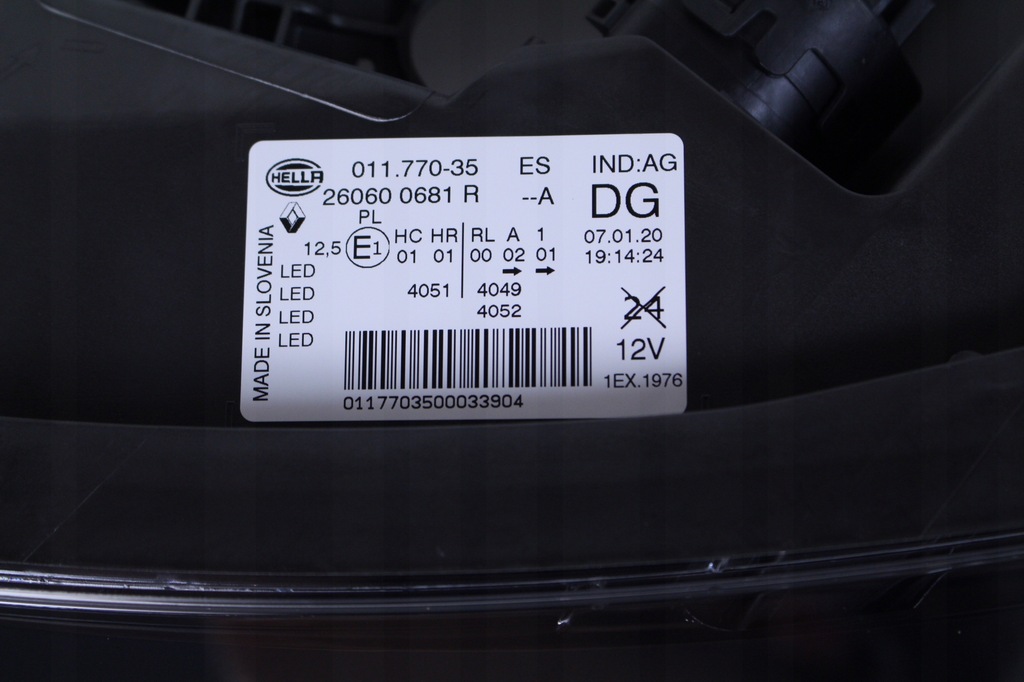 HELLA 011.770-35 ES IND:AG
26060 0681 R --A DG
PL
12,5 E1 HC HR RL A 1 07.01.20
01 01 00 02 01 19:14:24
LED
LED 4051 4049 24
LED 4052
LED 12V
MADE IN SLOVENIA
1EX.1976
0117703500033904